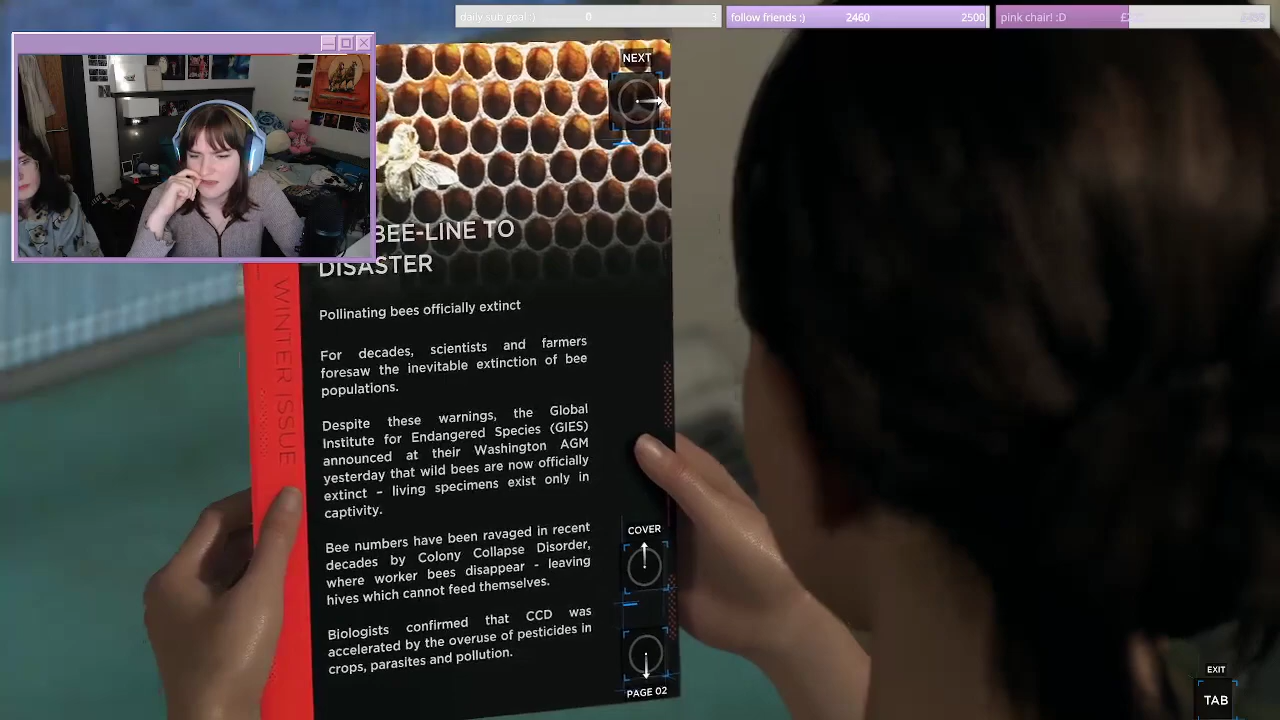 daily sub goal :) 0 3
follow friends :) 2460 2500
pink chair! :D
NEXT
BEE-LINE TO
DISASTER
WINTER ISSUE
Pollinating bees officially extinct
For decades, scientists and farmers
foresaw the inevitable extinction of bee
populations.
Despite these warnings, the Global
Institute for Endangered Species (GIES)
announced at their Washington AGM
yesterday that wild bees are now officially
extinct – living specimens exist only in
captivity.
Bee numbers have been ravaged in recent
decades by Colony Collapse Disorder,
where worker bees disappear - leaving
hives which cannot feed themselves.
Biologists confirmed that CCD was
accelerated by the overuse of pesticides in
crops, parasites and pollution.
COVER
PAGE 02
EXIT
TAB